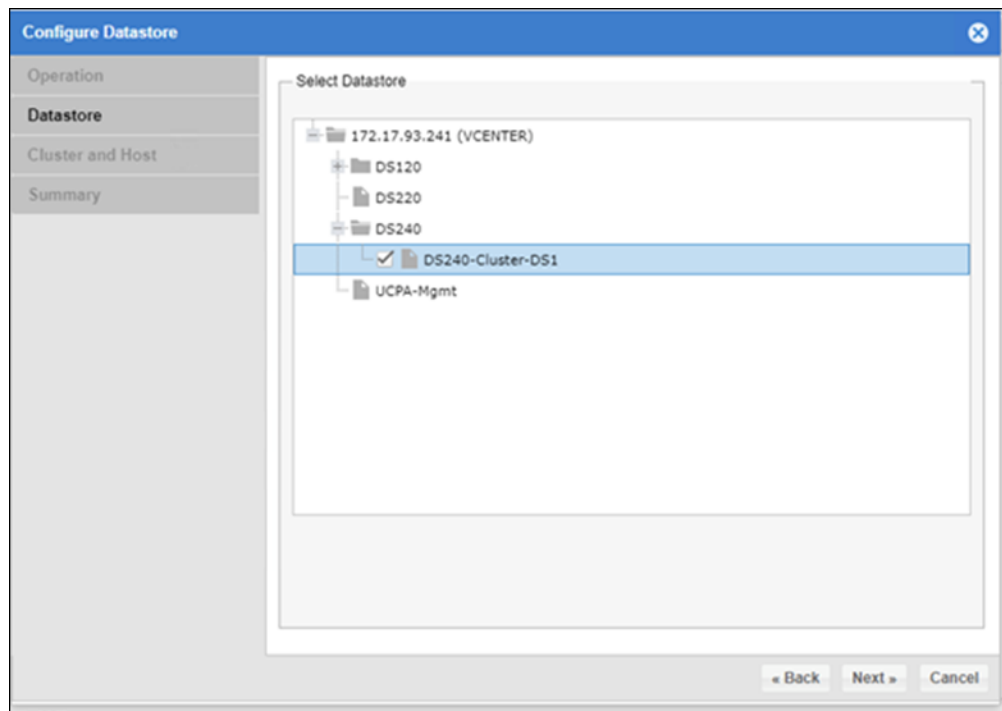 Configure Datastore
Operation
Datastore
Cluster and Host
Summary
Select Datastore
172.17.93.241 (VCENTER)
DS120
DS220
DS240
DS240-Cluster-DS1
UCPA-Mgmt
« Back Next » Cancel